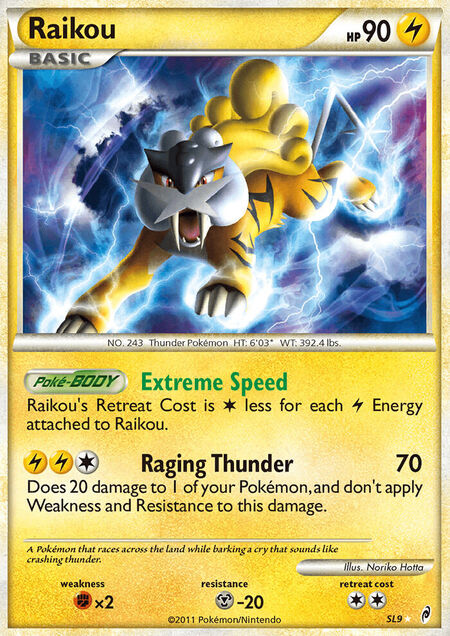 Raikou HP 90
BASIC
NO. 243 Thunder Pokémon HT: 6'03" WT: 392.4 lbs.
Poké-BODY Extreme Speed
Raikou's Retreat Cost is less for each Energy
attached to Raikou.
Raging Thunder 70
Does 20 damage to 1 of your Pokémon, and don't apply
Weakness and Resistance to this damage.
A Pokémon that races across the land while barking a cry that sounds like
crashing thunder.
Illus. Noriko Hotta
weakness resistance retreat cost
×2 -20
©2011 Pokémon/Nintendo SL9